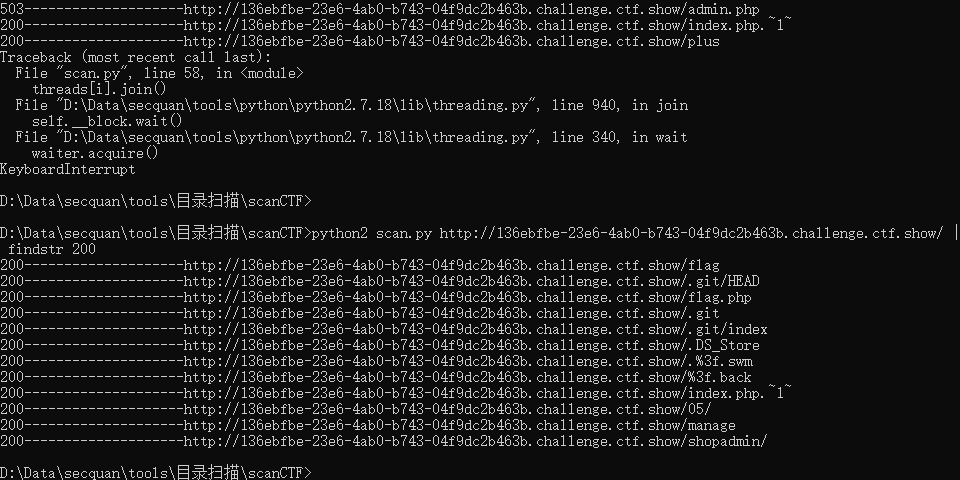 503--------------------http://136ebfbe-23e6-4ab0-b743-04f9dc2b463b.challenge.ctf.show/admin.php
200--------------------http://136ebfbe-23e6-4ab0-b743-04f9dc2b463b.challenge.ctf.show/index.php.~1~
200--------------------http://136ebfbe-23e6-4ab0-b743-04f9dc2b463b.challenge.ctf.show/plus
Traceback (most recent call last):
  File "scan.py", line 58, in <module>
    threads[i].join()
  File "D:\Data\secquan\tools\python\python2.7.18\lib\threading.py", line 940, in join
    self.__block.wait()
  File "D:\Data\secquan\tools\python\python2.7.18\lib\threading.py", line 340, in wait
    waiter.acquire()
KeyboardInterrupt
D:\Data\secquan\tools\目录扫描\scanCTF>
D:\Data\secquan\tools\目录扫描\scanCTF>python2 scan.py http://136ebfbe-23e6-4ab0-b743-04f9dc2b463b.challenge.ctf.show/ |
 findstr 200
200--------------------http://136ebfbe-23e6-4ab0-b743-04f9dc2b463b.challenge.ctf.show/flag
200--------------------http://136ebfbe-23e6-4ab0-b743-04f9dc2b463b.challenge.ctf.show/.git/HEAD
200--------------------http://136ebfbe-23e6-4ab0-b743-04f9dc2b463b.challenge.ctf.show/flag.php
200--------------------http://136ebfbe-23e6-4ab0-b743-04f9dc2b463b.challenge.ctf.show/.git
200--------------------http://136ebfbe-23e6-4ab0-b743-04f9dc2b463b.challenge.ctf.show/.git/index
200--------------------http://136ebfbe-23e6-4ab0-b743-04f9dc2b463b.challenge.ctf.show/.DS_Store
200--------------------http://136ebfbe-23e6-4ab0-b743-04f9dc2b463b.challenge.ctf.show/.%3f.swm
200--------------------http://136ebfbe-23e6-4ab0-b743-04f9dc2b463b.challenge.ctf.show/%3f.back
200--------------------http://136ebfbe-23e6-4ab0-b743-04f9dc2b463b.challenge.ctf.show/index.php.~1~
200--------------------http://136ebfbe-23e6-4ab0-b743-04f9dc2b463b.challenge.ctf.show/05/
200--------------------http://136ebfbe-23e6-4ab0-b743-04f9dc2b463b.challenge.ctf.show/manage
200--------------------http://136ebfbe-23e6-4ab0-b743-04f9dc2b463b.challenge.ctf.show/shopadmin/
D:\Data\secquan\tools\目录扫描\scanCTF>